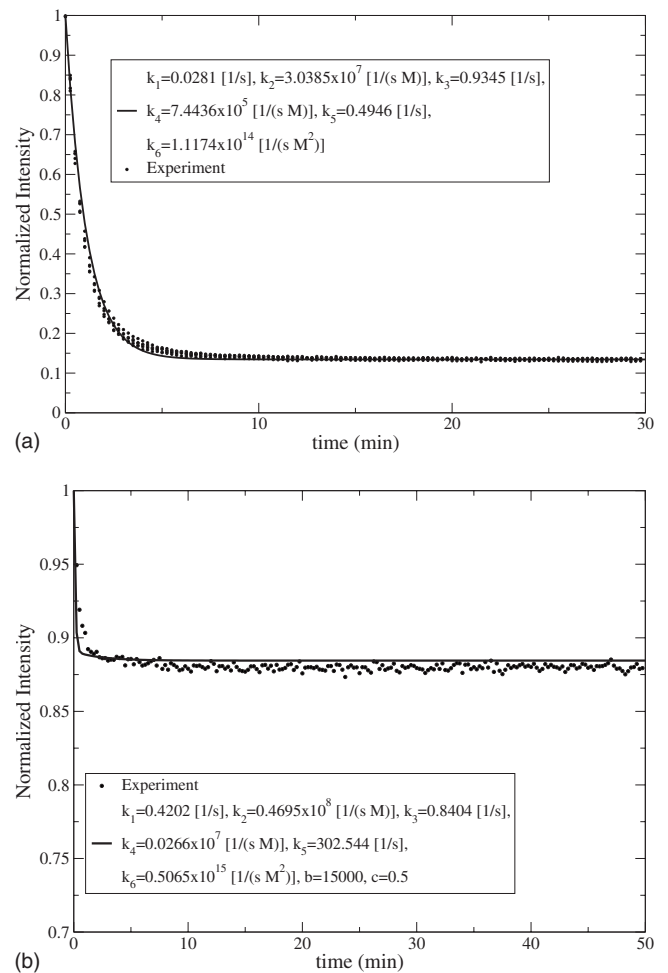 1
0.9
0.8
0.7
0.6
0.5
0.4
0.3
0.2
0.1
0
Normalized Intensity
k1=0.0281 [1/s], k2=3.0385x10^7 [1/(s M)], k3=0.9345 [1/s],
k4=7.4436x10^5 [1/(s M)], k5=0.4946 [1/s],
k6=1.1174x10^14 [1/(s M^2)]
Experiment
0 10 20 30
(a) time (min)
1
0.95
0.9
0.85
0.8
0.75
0.7
Normalized Intensity
Experiment
k1=0.4202 [1/s], k2=0.4695x10^8 [1/(s M)], k3=0.8404 [1/s],
k4=0.0266x10^7 [1/(s M)], k5=302.544 [1/s],
k6=0.5065x10^15 [1/(s M^2)], b=15000, c=0.5
0 10 20 30 40 50
(b) time (min)